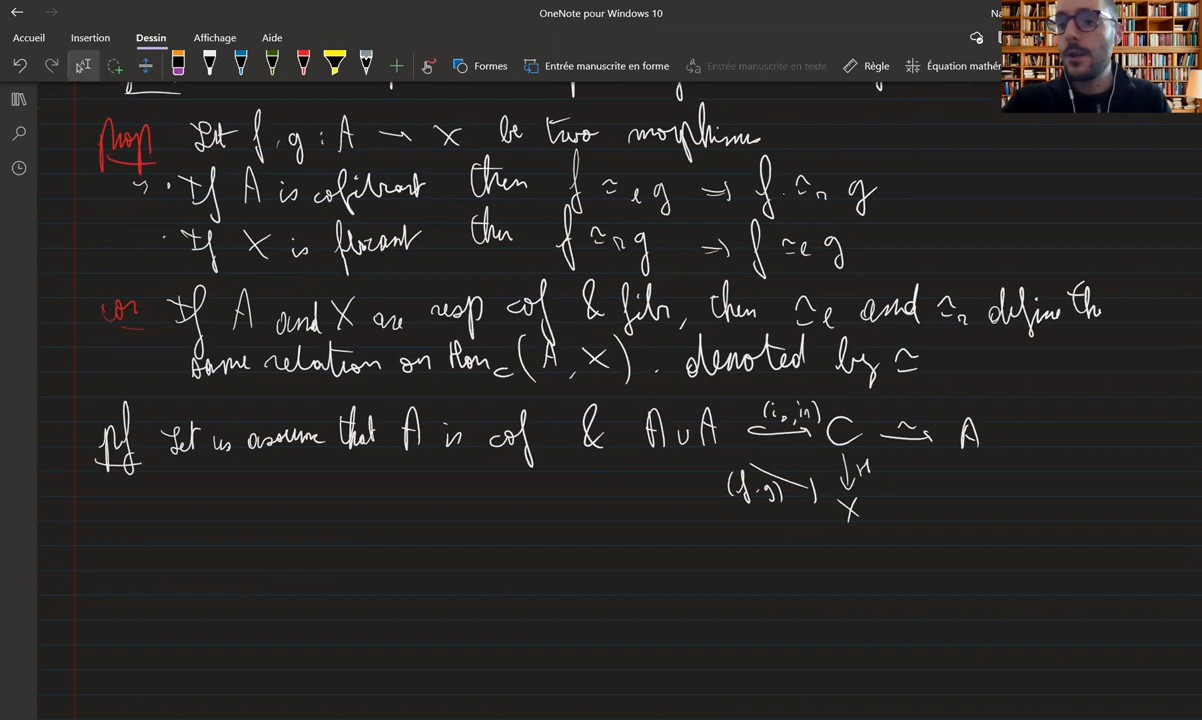 OneNote pour Windows 10
Accueil Insertion Dessin Affichage Aide
Formes Entrée manuscrite en forme Entrée manuscrite en texte Règle Équation mathé
prop Let f, g : A → X be two morphisms
· If A is cofibrant then f ≃ₗ g ⟹ f ≃ᵣ g
· If X is fibrant then f ≃ᵣ g ⟹ f ≃ₗ g
cor If A and X are resp cof & fibr, then ≃ₗ and ≃ᵣ define the
same relation on Hom_C(A, X). denoted by ≃
pf Let us assume that A is cof & A ∪ A (i₀, i₁) ↪ C ⥲ A
(f, g) ↘ ↓ H
X